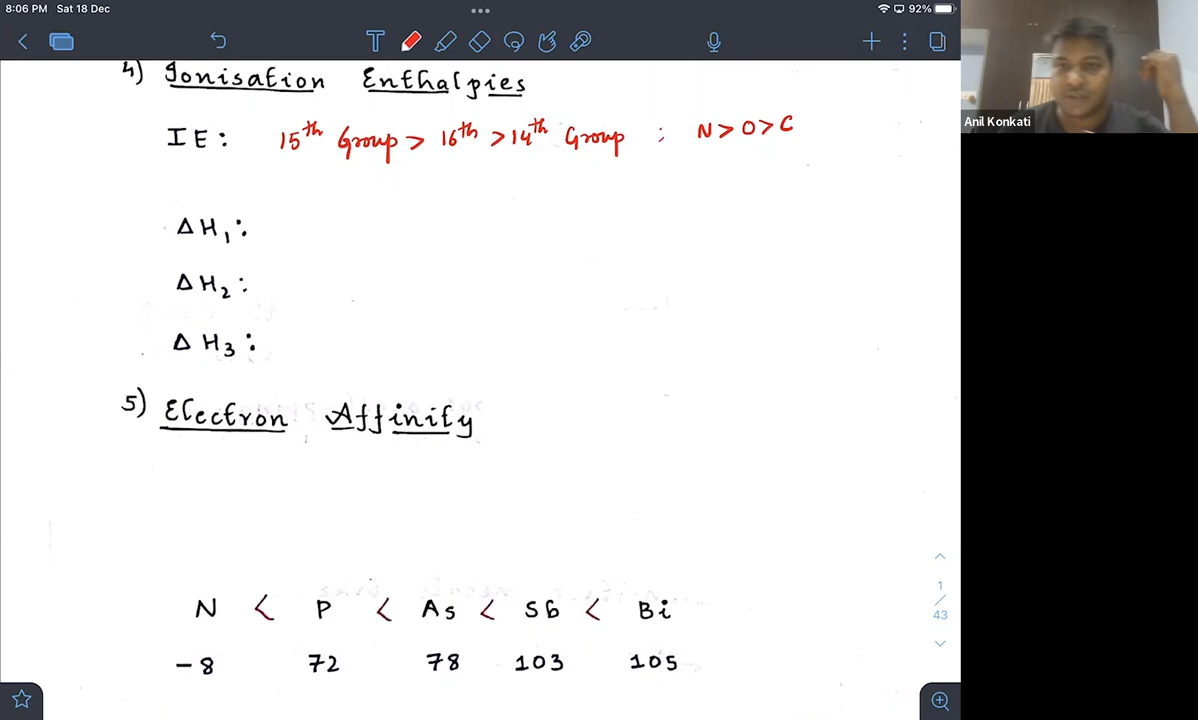 8:06 PM Sat 18 Dec
92%
4) Ionisation Enthalpies
IE: 15th Group > 16th > 14th Group ; N > O > C
Anil Konkati
ΔH1:
ΔH2:
ΔH3:
5) Electron Affinity
1
/
43
N < P < As < Sb < Bi
-8 72 78 103 105